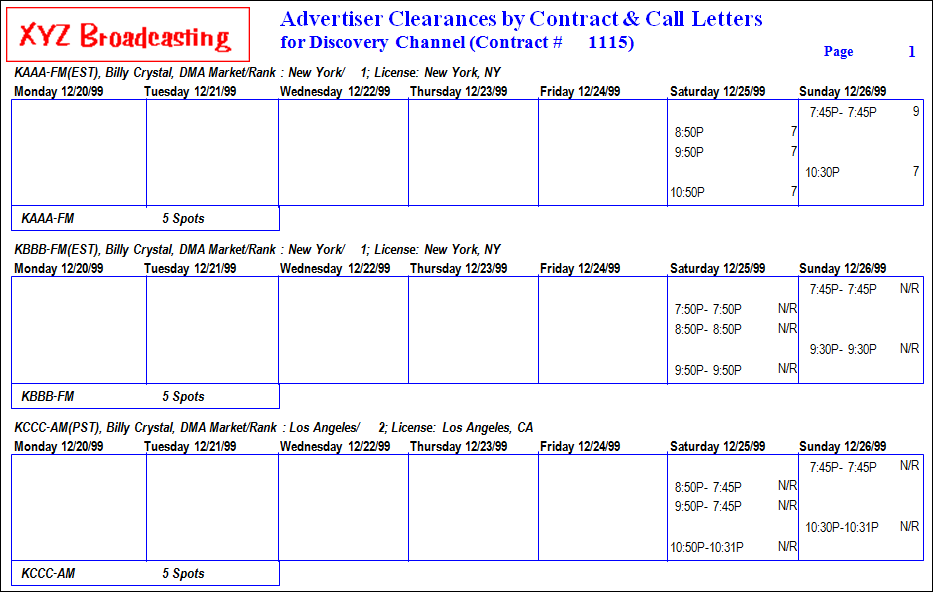 XYZ Broadcasting
Advertiser Clearances by Contract & Call Letters
for Discovery Channel (Contract # 1115)
Page 1
KAAA-FM(EST), Billy Crystal, DMA Market/Rank : New York/ 1; License: New York, NY
Monday 12/20/99 Tuesday 12/21/99 Wednesday 12/22/99 Thursday 12/23/99 Friday 12/24/99 Saturday 12/25/99 Sunday 12/26/99
7:45P- 7:45P 9
8:50P 7
9:50P 7
10:30P 7
10:50P 7
KAAA-FM 5 Spots
KBBB-FM(EST), Billy Crystal, DMA Market/Rank : New York/ 1; License: New York, NY
Monday 12/20/99 Tuesday 12/21/99 Wednesday 12/22/99 Thursday 12/23/99 Friday 12/24/99 Saturday 12/25/99 Sunday 12/26/99
7:45P- 7:45P N/R
7:50P- 7:50P N/R
8:50P- 8:50P N/R
9:30P- 9:30P N/R
9:50P- 9:50P N/R
KBBB-FM 5 Spots
KCCC-AM(PST), Billy Crystal, DMA Market/Rank : Los Angeles/ 2; License: Los Angeles, CA
Monday 12/20/99 Tuesday 12/21/99 Wednesday 12/22/99 Thursday 12/23/99 Friday 12/24/99 Saturday 12/25/99 Sunday 12/26/99
7:45P- 7:45P N/R
8:50P- 7:45P N/R
9:50P- 7:45P N/R
10:30P-10:31P N/R
10:50P-10:31P N/R
KCCC-AM 5 Spots